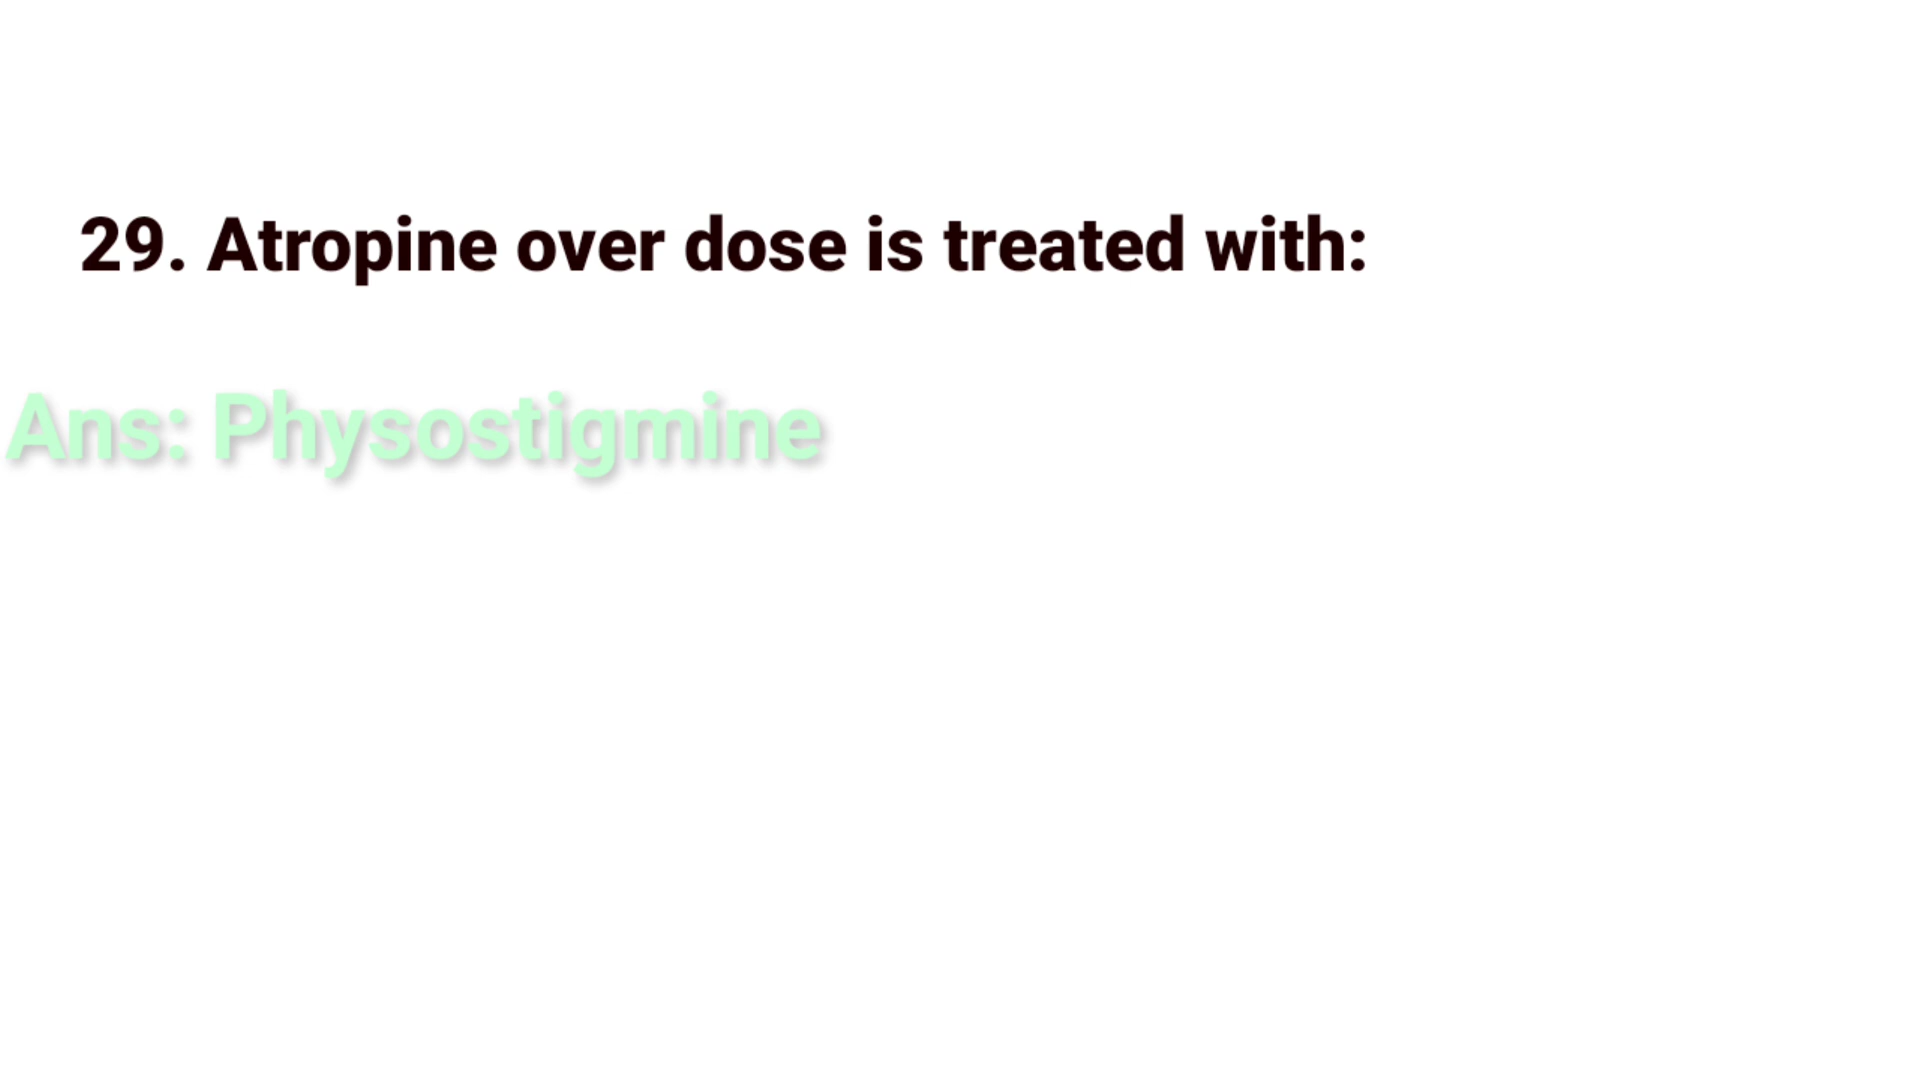 29. Atropine over dose is treated with:
Ans: Physostigmine